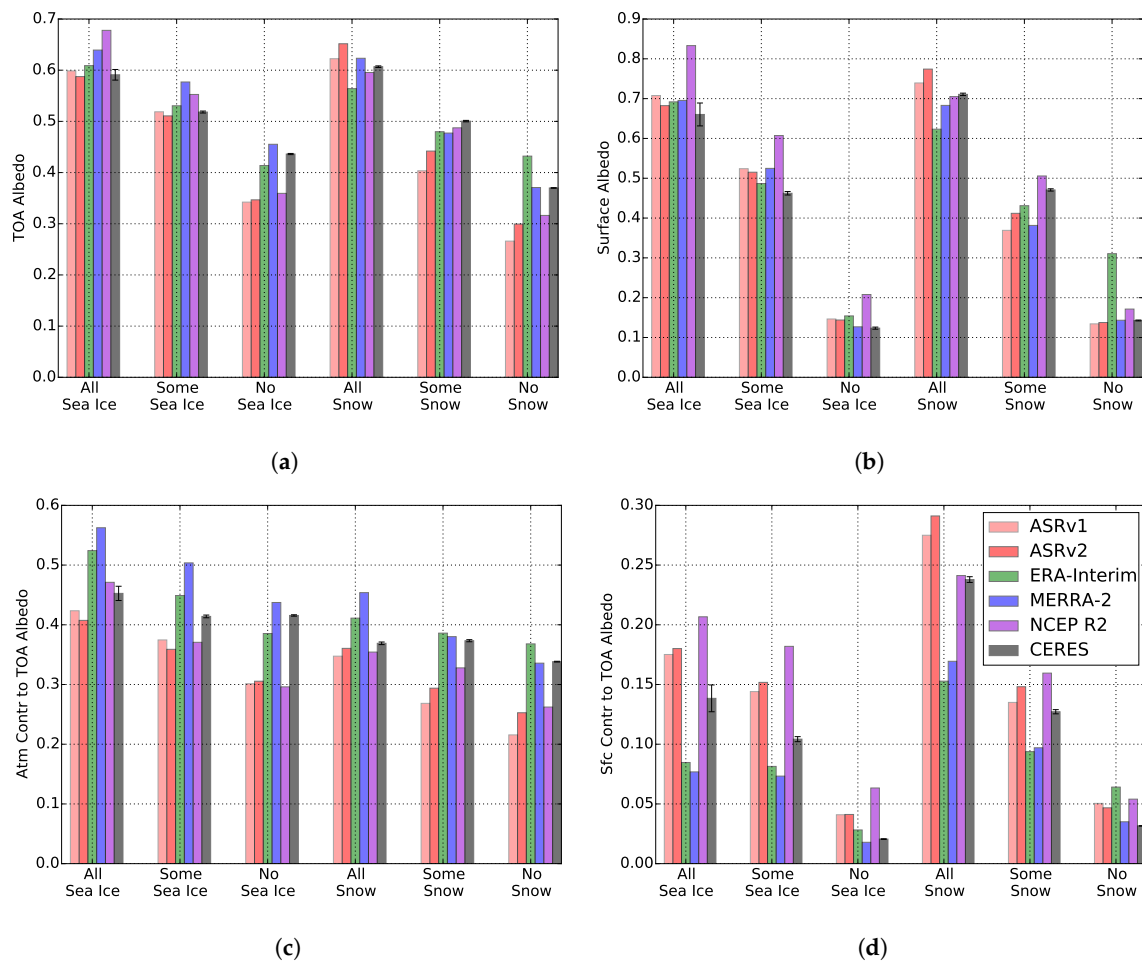 0.7
0.6
0.5
0.4
0.3
0.2
0.1
0.0
TOA Albedo
All
Sea Ice
Some
Sea Ice
No
Sea Ice
All
Snow
Some
Snow
No
Snow
(a)
0.9
0.8
0.7
0.6
0.5
0.4
0.3
0.2
0.1
0.0
Surface Albedo
All
Sea Ice
Some
Sea Ice
No
Sea Ice
All
Snow
Some
Snow
No
Snow
(b)
0.6
0.5
0.4
0.3
0.2
0.1
0.0
Atm Contr to TOA Albedo
All
Sea Ice
Some
Sea Ice
No
Sea Ice
All
Snow
Some
Snow
No
Snow
(c)
0.30
0.25
0.20
0.15
0.10
0.05
0.00
Sfc Contr to TOA Albedo
ASRv1
ASRv2
ERA-Interim
MERRA-2
NCEP R2
CERES
All
Sea Ice
Some
Sea Ice
No
Sea Ice
All
Snow
Some
Snow
No
Snow
(d)